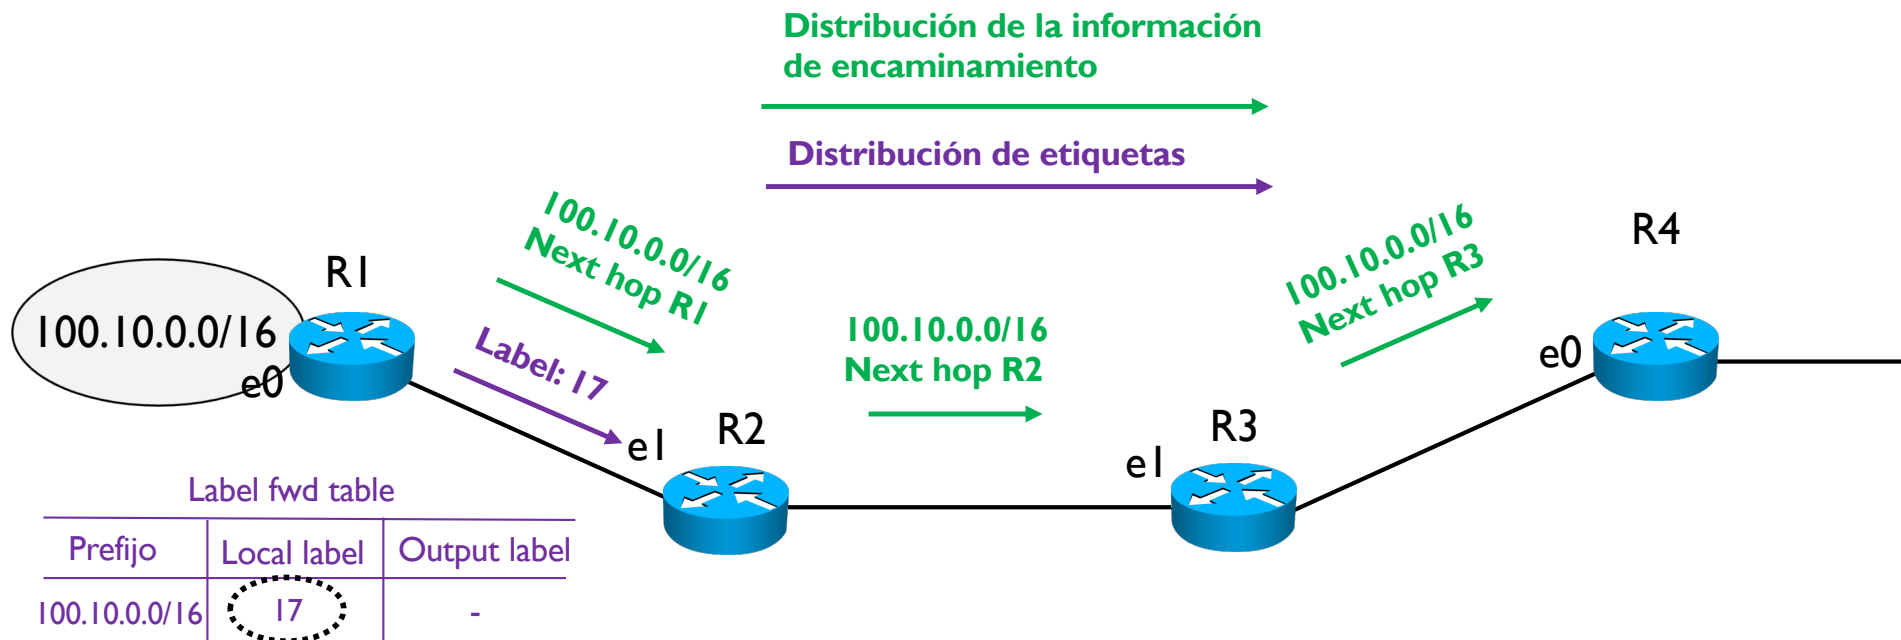 Distribución de la información
de encaminamiento
Distribución de etiquetas
100.10.0.0/16
Next hop R1
100.10.0.0/16
Next hop R3
R4
R1
100.10.0.0/16
100.10.0.0/16
Next hop R2
e0
e0
Label: 17
e1
R2
R3
e1
Label fwd table
Prefijo Local label Output label
100.10.0.0/16 17 -